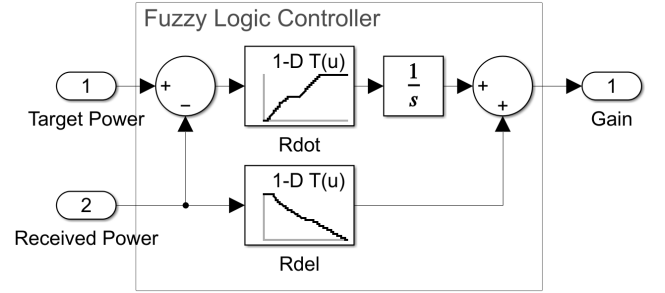 Fuzzy Logic Controller
1
Target Power
+
−
1-D T(u)
Rdot
1
s
+
+
1
Gain
2
Received Power
1-D T(u)
Rdel